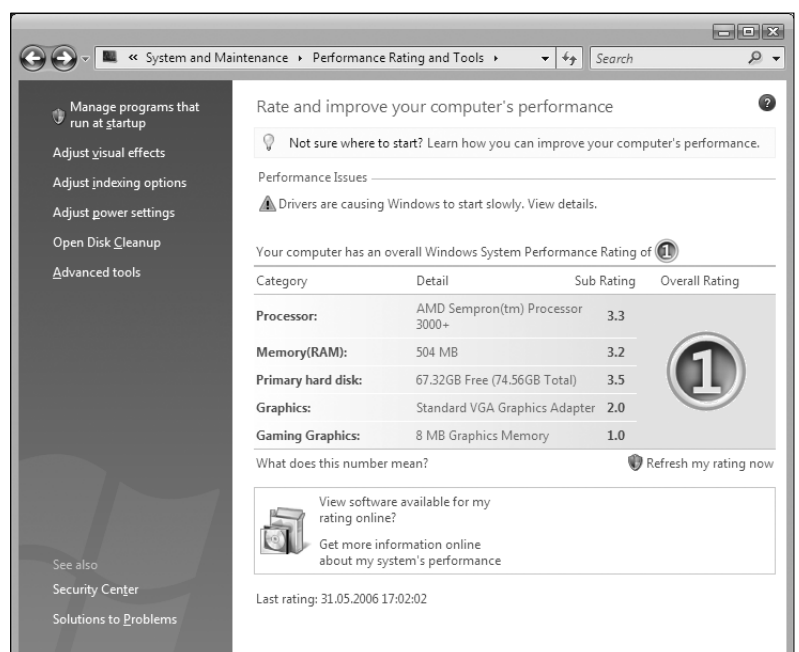 « System and Maintenance ▸ Performance Rating and Tools ▸
Search
Manage programs that
run at startup
Adjust visual effects
Adjust indexing options
Adjust power settings
Open Disk Cleanup
Advanced tools
See also
Security Center
Solutions to Problems
Rate and improve your computer's performance
?
Not sure where to start? Learn how you can improve your computer's performance.
Performance Issues
Drivers are causing Windows to start slowly. View details.
Your computer has an overall Windows System Performance Rating of 1
Category Detail Sub Rating Overall Rating
Processor: AMD Sempron(tm) Processor
3000+ 3.3
Memory(RAM): 504 MB 3.2
1
Primary hard disk: 67.32GB Free (74.56GB Total) 3.5
Graphics: Standard VGA Graphics Adapter 2.0
Gaming Graphics: 8 MB Graphics Memory 1.0
What does this number mean? Refresh my rating now
View software available for my
rating online?
Get more information online
about my system's performance
Last rating: 31.05.2006 17:02:02